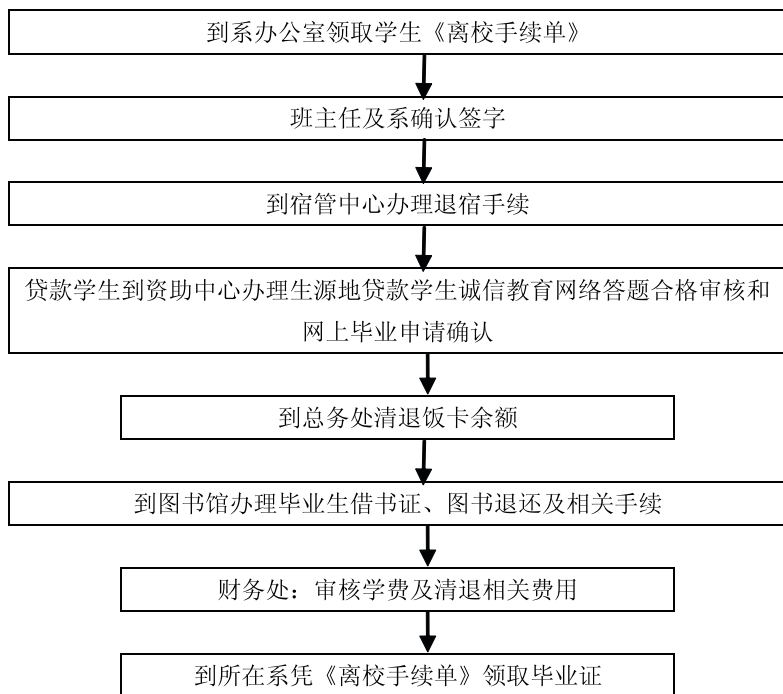 到系办公室领取学生《离校手续单》
班主任及系确认签字
到宿管中心办理退宿手续
贷款学生到资助中心办理生源地贷款学生诚信教育网络答题合格审核和
网上毕业申请确认
到总务处清退饭卡余额
到图书馆办理毕业生借书证、图书退还及相关手续
财务处：审核学费及清退相关费用
到所在系凭《离校手续单》领取毕业证